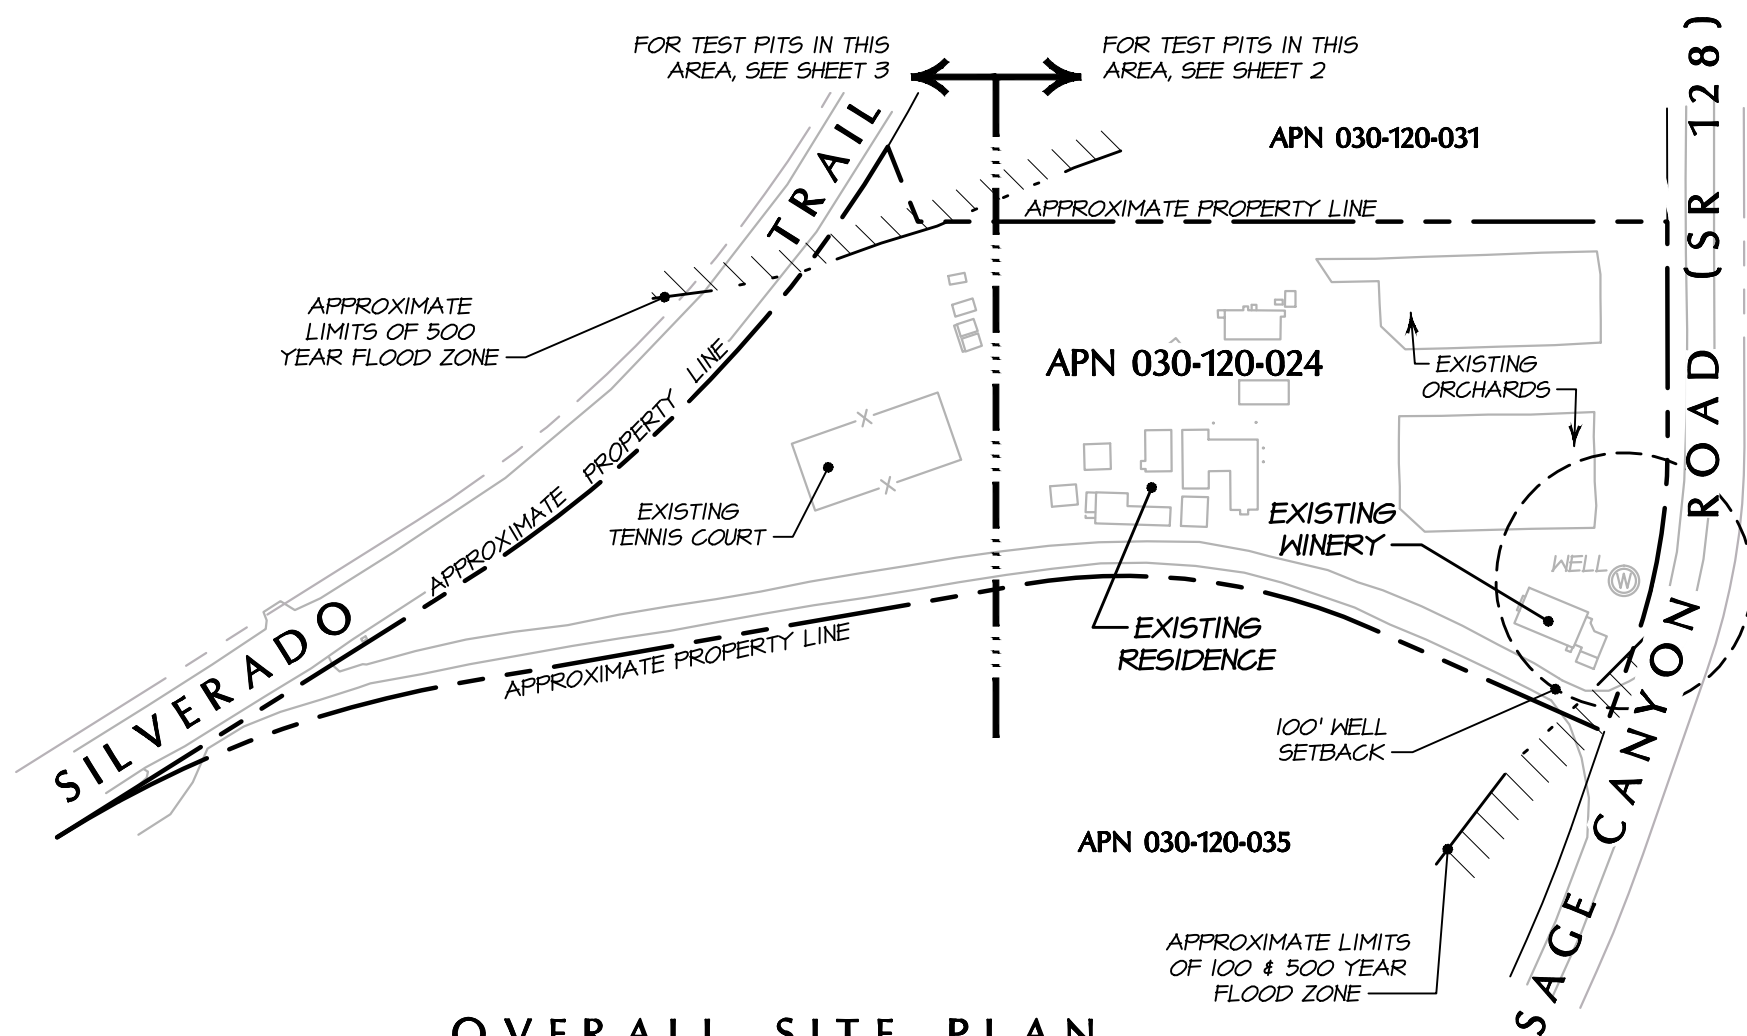 FOR TEST PITS IN THIS
AREA, SEE SHEET 3
FOR TEST PITS IN THIS
AREA, SEE SHEET 2
APN 030-120-031
APPROXIMATE PROPERTY LINE
SILVERADO TRAIL
APPROXIMATE
LIMITS OF 500
YEAR FLOOD ZONE
APPROXIMATE PROPERTY LINE
APN 030-120-024
EXISTING
ORCHARDS
EXISTING
TENNIS COURT
EXISTING
WINERY
WELL
W
EXISTING
RESIDENCE
APPROXIMATE PROPERTY LINE
100' WELL
SETBACK
APN 030-120-035
APPROXIMATE LIMITS
OF 100 & 500 YEAR
FLOOD ZONE
SAGE CANYON ROAD (SR 128)
OVERALL SITE PLAN